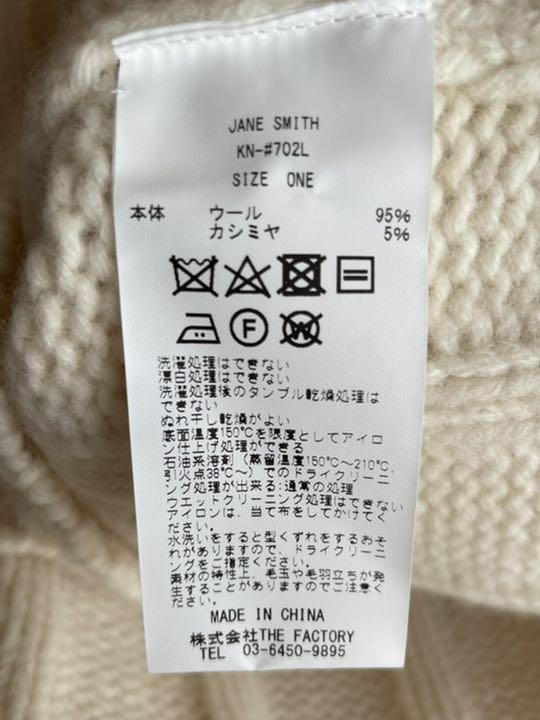 JANE SMITH
KN-#702L
SIZE ONE
本体 ウール 95%
カシミヤ 5%
F W
洗濯処理はできない
漂白処理はできない
洗濯処理後のタンブル乾燥処理は
できない
ぬれ干し乾燥がよい
底面温度150℃を限度としてアイロ
ン仕上げ処理ができる
石油系溶剤(蒸留温度150℃~210℃、
引火点38℃~)でのドライクリーニ
ング処理が出来る:通常の処理
ウエットクリーニング処理はできない
アイロンは、当て布をしてかけてく
ださい。
水洗いをすると型くずれをするおそ
れがありますので、ドライクリーニ
ングをご指定ください。
素材の特性上、毛玉や毛羽立ちが発
生することがありますのでご注意く
ださい。
MADE IN CHINA
株式会社THE FACTORY
TEL 03-6450-9895